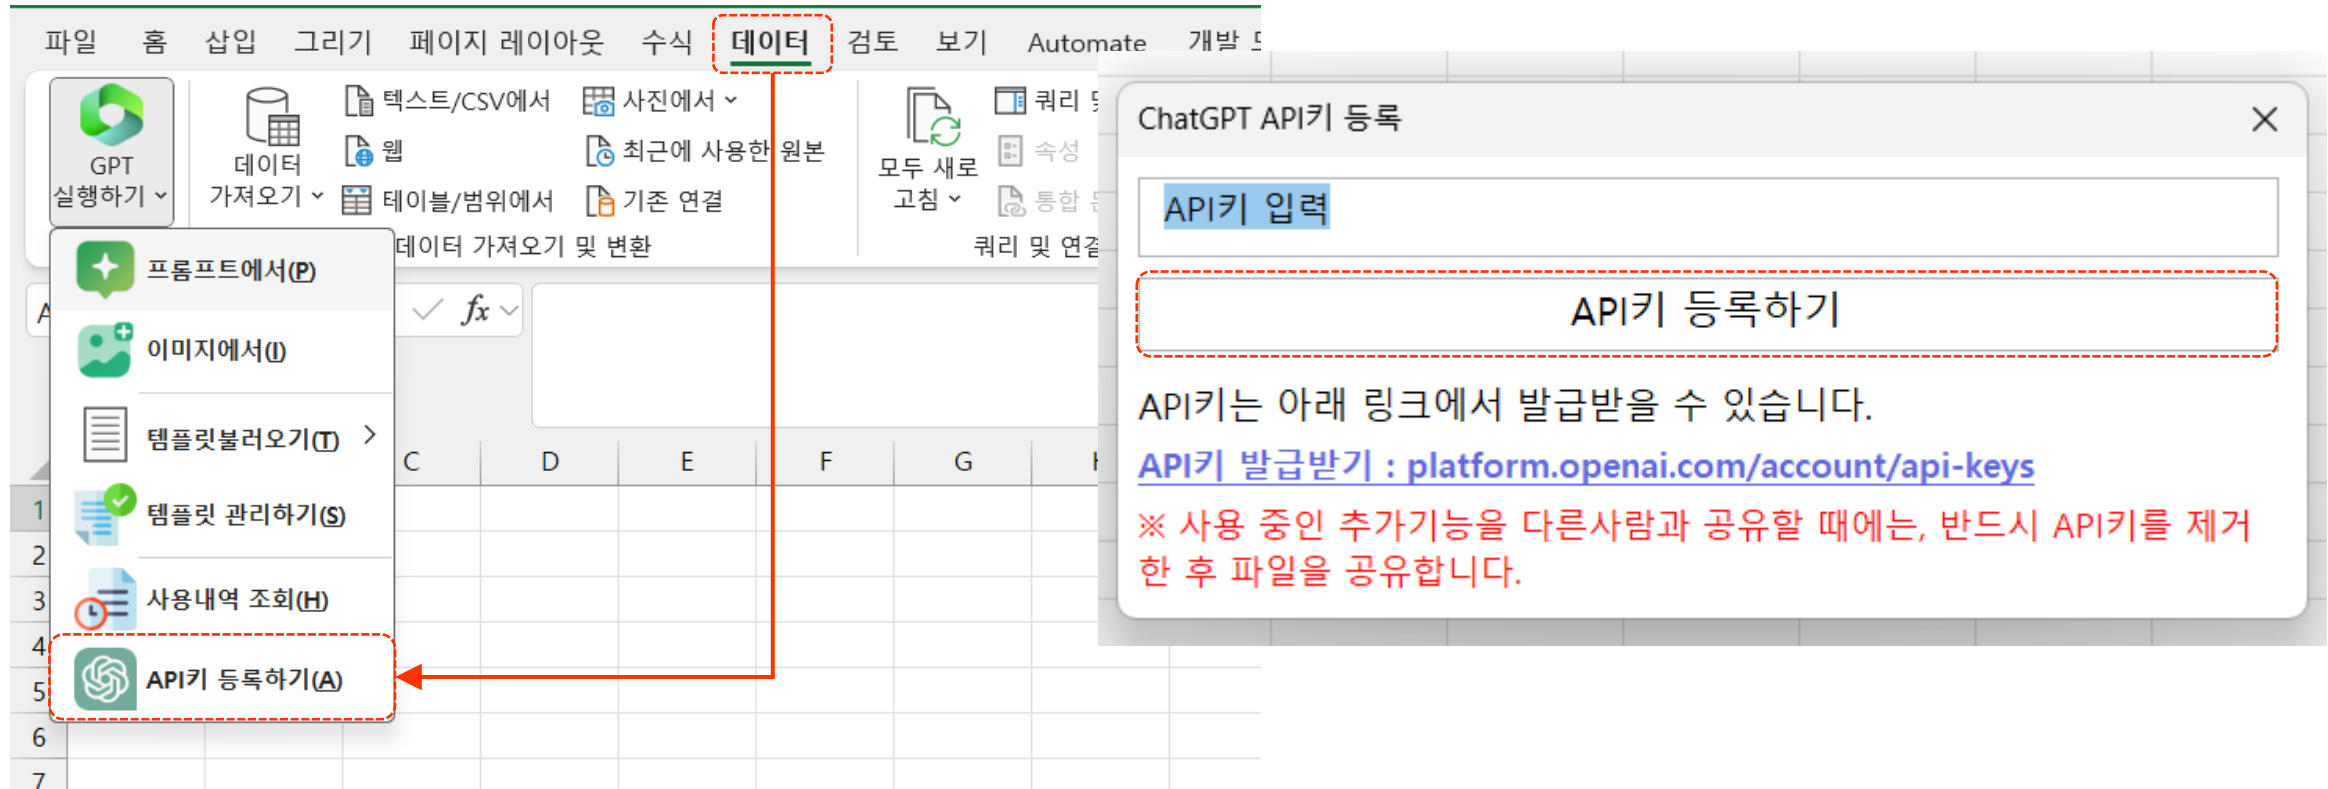 파일 홈 삽입 그리기 페이지 레이아웃 수식 데이터 검토 보기 Automate 개발
GPT
실행하기
데이터
가져오기
텍스트/CSV에서
웹
테이블/범위에서
사진에서
최근에 사용한 원본
기존 연결
데이터 가져오기 및 변환
모두 새로
고침
쿼리
속성
통합
쿼리 및 연결
프롬프트에서(P)
이미지에서(I)
템플릿불러오기(T)
템플릿 관리하기(S)
사용내역 조회(H)
API키 등록하기(A)
fx
C D E F G
1
2
3
4
5
6
7
ChatGPT API키 등록
API키 입력
API키 등록하기
API키는 아래 링크에서 발급받을 수 있습니다.
API키 발급받기 : platform.openai.com/account/api-keys
※ 사용 중인 추가기능을 다른사람과 공유할 때에는, 반드시 API키를 제거
한 후 파일을 공유합니다.